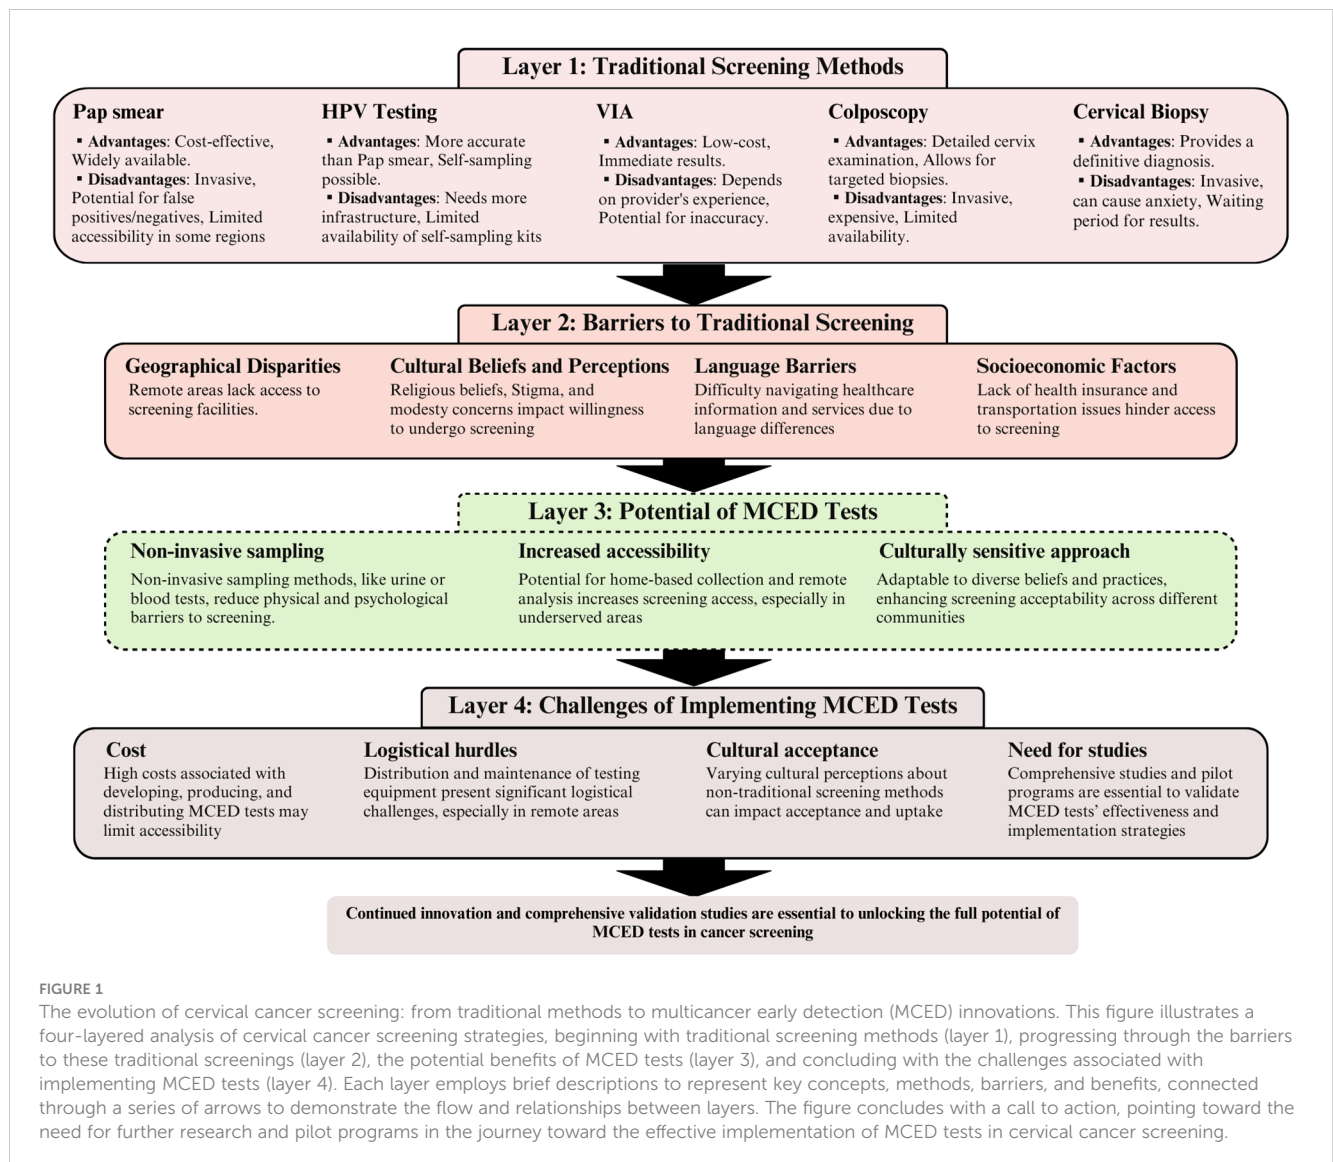 Layer 1: Traditional Screening Methods
Pap smear
▪ Advantages: Cost-effective,
Widely available.
▪ Disadvantages: Invasive,
Potential for false
positives/negatives, Limited
accessibility in some regions
HPV Testing
▪ Advantages: More accurate
than Pap smear, Self-sampling
possible.
▪ Disadvantages: Needs more
infrastructure, Limited
availability of self-sampling kits
VIA
▪ Advantages: Low-cost,
Immediate results.
▪ Disadvantages: Depends
on provider's experience,
Potential for inaccuracy.
Colposcopy
▪ Advantages: Detailed cervix
examination, Allows for
targeted biopsies.
▪ Disadvantages: Invasive,
expensive, Limited
availability.
Cervical Biopsy
▪ Advantages: Provides a
definitive diagnosis.
▪ Disadvantages: Invasive,
can cause anxiety, Waiting
period for results.
Layer 2: Barriers to Traditional Screening
Geographical Disparities
Remote areas lack access to
screening facilities.
Cultural Beliefs and Perceptions
Religious beliefs, Stigma, and
modesty concerns impact willingness
to undergo screening
Language Barriers
Difficulty navigating healthcare
information and services due to
language differences
Socioeconomic Factors
Lack of health insurance and
transportation issues hinder access
to screening
Layer 3: Potential of MCED Tests
Non-invasive sampling
Non-invasive sampling methods, like urine or
blood tests, reduce physical and psychological
barriers to screening.
Increased accessibility
Potential for home-based collection and remote
analysis increases screening access, especially in
underserved areas
Culturally sensitive approach
Adaptable to diverse beliefs and practices,
enhancing screening acceptability across different
communities
Layer 4: Challenges of Implementing MCED Tests
Cost
High costs associated with
developing, producing, and
distributing MCED tests may
limit accessibility
Logistical hurdles
Distribution and maintenance of testing
equipment present significant logistical
challenges, especially in remote areas
Cultural acceptance
Varying cultural perceptions about
non-traditional screening methods
can impact acceptance and uptake
Need for studies
Comprehensive studies and pilot
programs are essential to validate
MCED tests' effectiveness and
implementation strategies
Continued innovation and comprehensive validation studies are essential to unlocking the full potential of
MCED tests in cancer screening
FIGURE 1
The evolution of cervical cancer screening: from traditional methods to multicancer early detection (MCED) innovations. This figure illustrates a
four-layered analysis of cervical cancer screening strategies, beginning with traditional screening methods (layer 1), progressing through the barriers
to these traditional screenings (layer 2), the potential benefits of MCED tests (layer 3), and concluding with the challenges associated with
implementing MCED tests (layer 4). Each layer employs brief descriptions to represent key concepts, methods, barriers, and benefits, connected
through a series of arrows to demonstrate the flow and relationships between layers. The figure concludes with a call to action, pointing toward the
need for further research and pilot programs in the journey toward the effective implementation of MCED tests in cervical cancer screening.